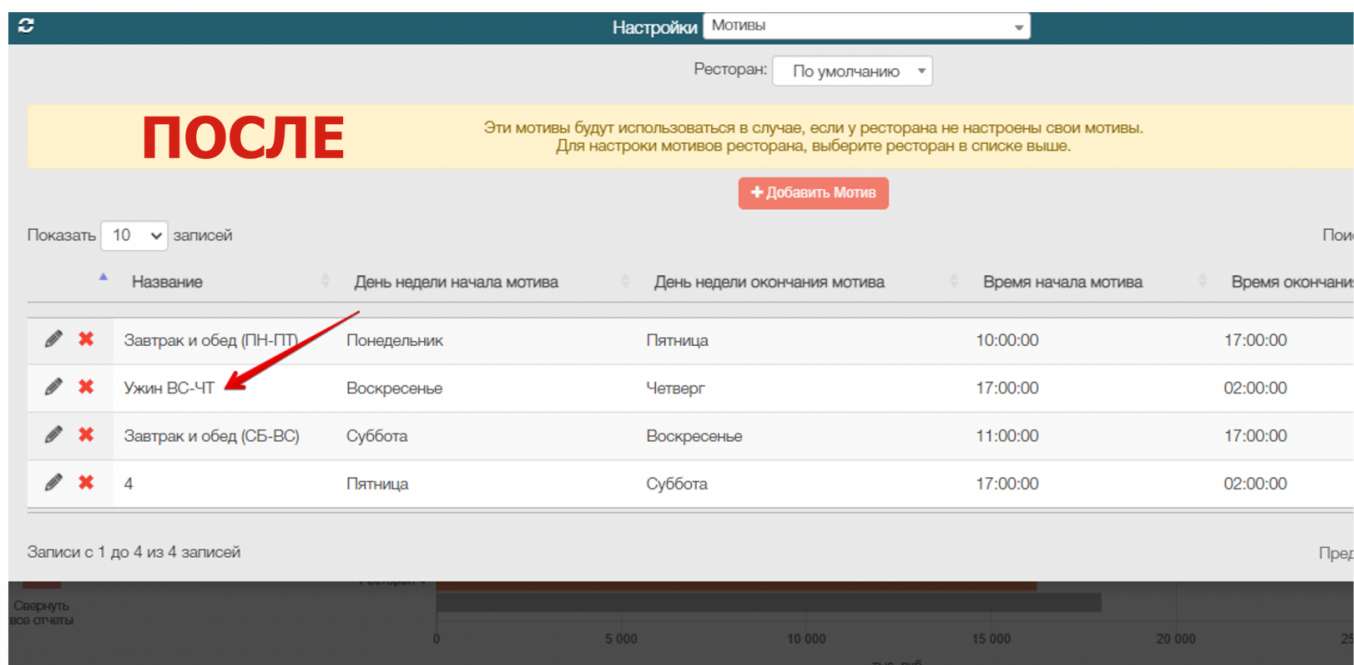 Настройки Мотивы
Ресторан: По умолчанию
ПОСЛЕ
Эти мотивы будут использоваться в случае, если у ресторана не настроены свои мотивы.
Для настроки мотивов ресторана, выберите ресторан в списке выше.
Добавить Мотив
Показать 10 записей
Название День недели начала мотива День недели окончания мотива Время начала мотива Время
Завтрак и обед (ПН-ПТ) Понедельник Пятница 10:00:00 17:00:00
Ужин ВС-ЧТ Воскресенье Четверг 17:00:00 02:00:00
Завтрак и обед (СБ-ВС) Суббота Воскресенье 11:00:00 17:00:00
4 Пятница Суббота 17:00:00 02:00:00
Записи с 1 до 4 из 4 записей
Свернуть
все отчеты
0 5 000 10 000 15 000 20 000